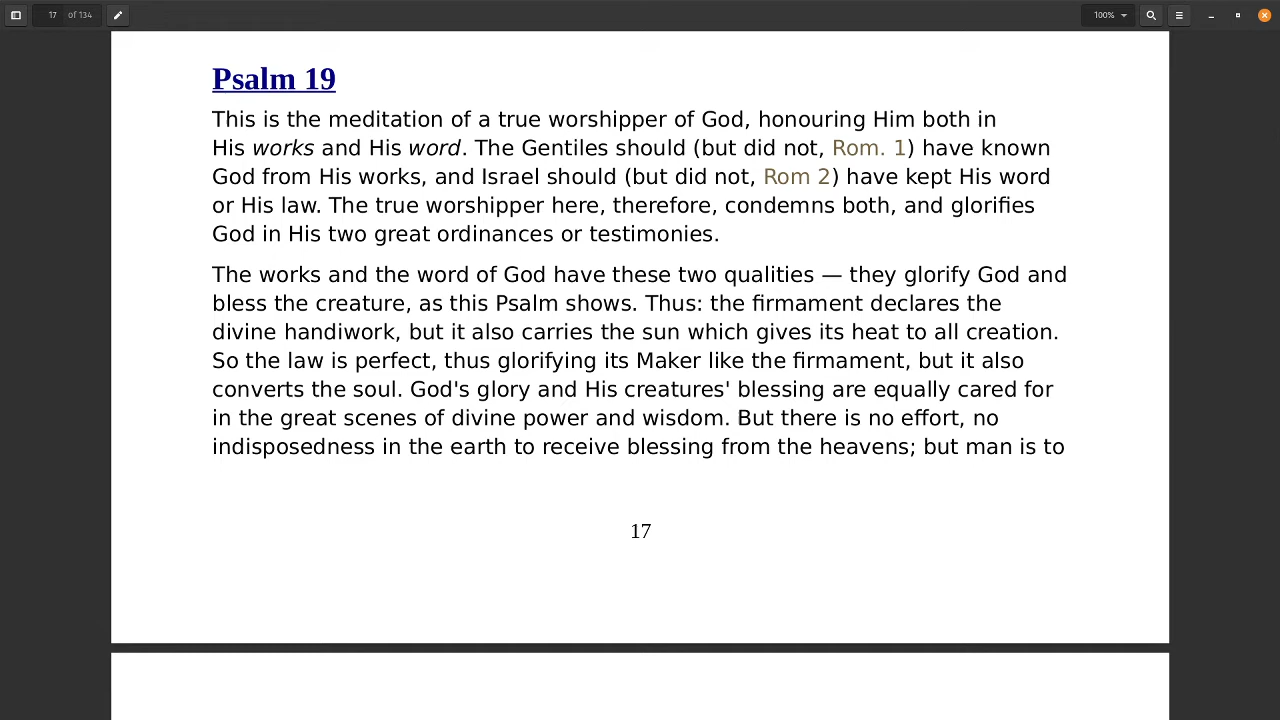 17 of 134
100%
Psalm 19
This is the meditation of a true worshipper of God, honouring Him both in
His works and His word. The Gentiles should (but did not, Rom. 1) have known
God from His works, and Israel should (but did not, Rom 2) have kept His word
or His law. The true worshipper here, therefore, condemns both, and glorifies
God in His two great ordinances or testimonies.
The works and the word of God have these two qualities — they glorify God and
bless the creature, as this Psalm shows. Thus: the firmament declares the
divine handiwork, but it also carries the sun which gives its heat to all creation.
So the law is perfect, thus glorifying its Maker like the firmament, but it also
converts the soul. God's glory and His creatures' blessing are equally cared for
in the great scenes of divine power and wisdom. But there is no effort, no
indisposedness in the earth to receive blessing from the heavens; but man is to
17